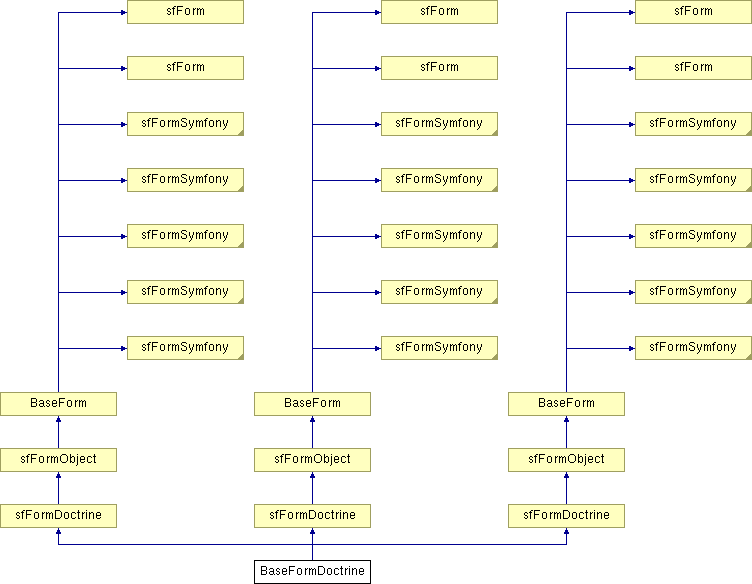 sfForm sfForm sfForm
sfForm sfForm sfForm
sfFormSymfony sfFormSymfony sfFormSymfony
sfFormSymfony sfFormSymfony sfFormSymfony
sfFormSymfony sfFormSymfony sfFormSymfony
sfFormSymfony sfFormSymfony sfFormSymfony
sfFormSymfony sfFormSymfony sfFormSymfony
BaseForm BaseForm BaseForm
sfFormObject sfFormObject sfFormObject
sfFormDoctrine sfFormDoctrine sfFormDoctrine
BaseFormDoctrine